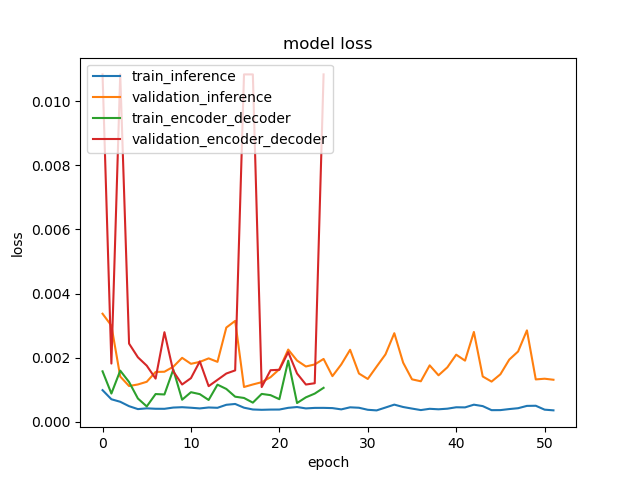 model loss
train_inference
validation_inference
train_encoder_decoder
validation_encoder_decoder
loss
0.010
0.008
0.006
0.004
0.002
0.000
0 10 20 30 40 50
epoch